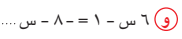 و ٦ س - ١ = - ٨ - س ....